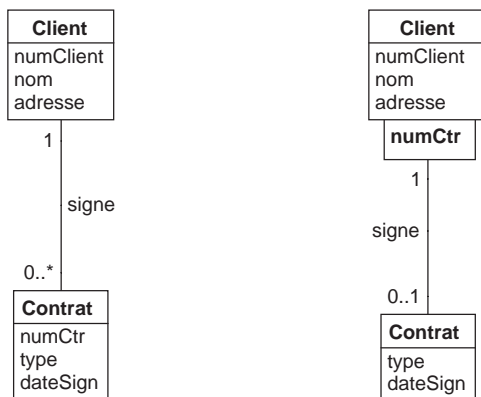 Client
numClient
nom
adresse
1
signe
0..*
Contrat
numCtr
type
dateSign
Client
numClient
nom
adresse
numCtr
1
signe
0..1
Contrat
type
dateSign